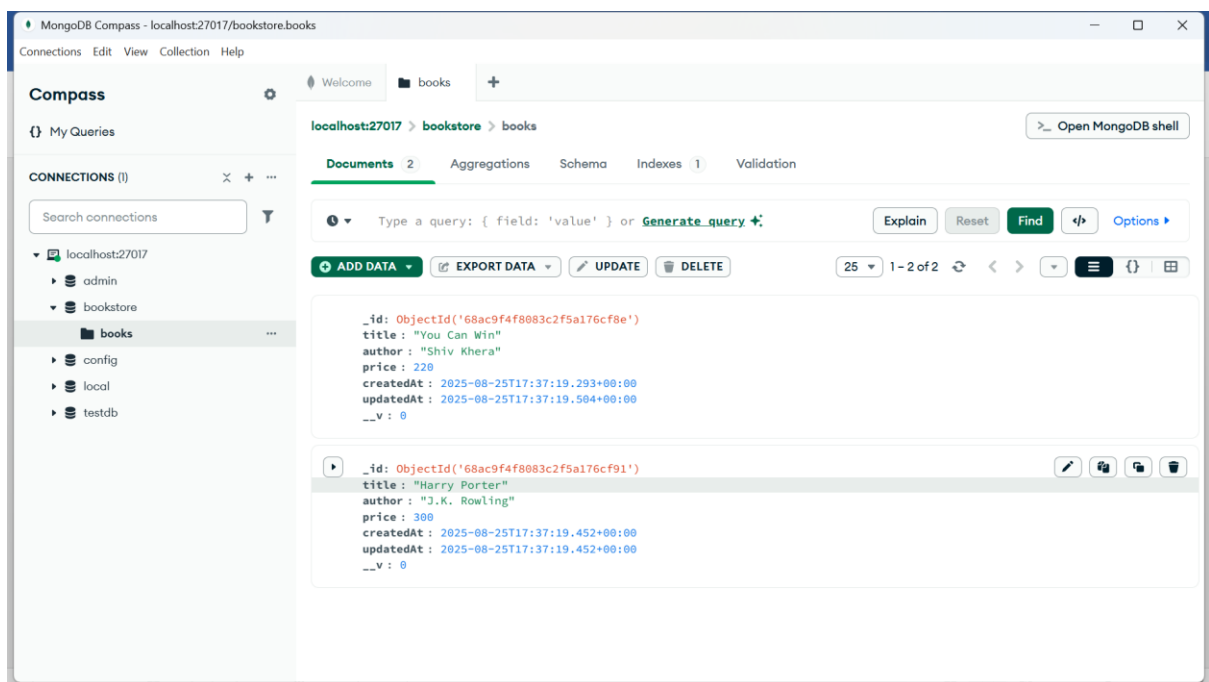 MongoDB Compass - localhost:27017/bookstore.books
Connections Edit View Collection Help
Compass
{} My Queries
CONNECTIONS (1)
Search connections
localhost:27017
admin
bookstore
books
config
local
testdb
Welcome
books
localhost:27017 > bookstore > books
>_ Open MongoDB shell
Documents 2 Aggregations Schema Indexes 1 Validation
Type a query: { field: 'value' } or Generate query
Explain Reset Find </> Options
ADD DATA EXPORT DATA UPDATE DELETE
25 1 – 2 of 2 {}
_id: ObjectId('68ac9f4f8083c2f5a176cf8e')
title : "You Can Win"
author : "Shiv Khera"
price : 220
createdAt : 2025-08-25T17:37:19.293+00:00
updatedAt : 2025-08-25T17:37:19.504+00:00
__v : 0
_id: ObjectId('68ac9f4f8083c2f5a176cf91')
title : "Harry Porter"
author : "J.K. Rowling"
price : 300
createdAt : 2025-08-25T17:37:19.452+00:00
updatedAt : 2025-08-25T17:37:19.452+00:00
__v : 0